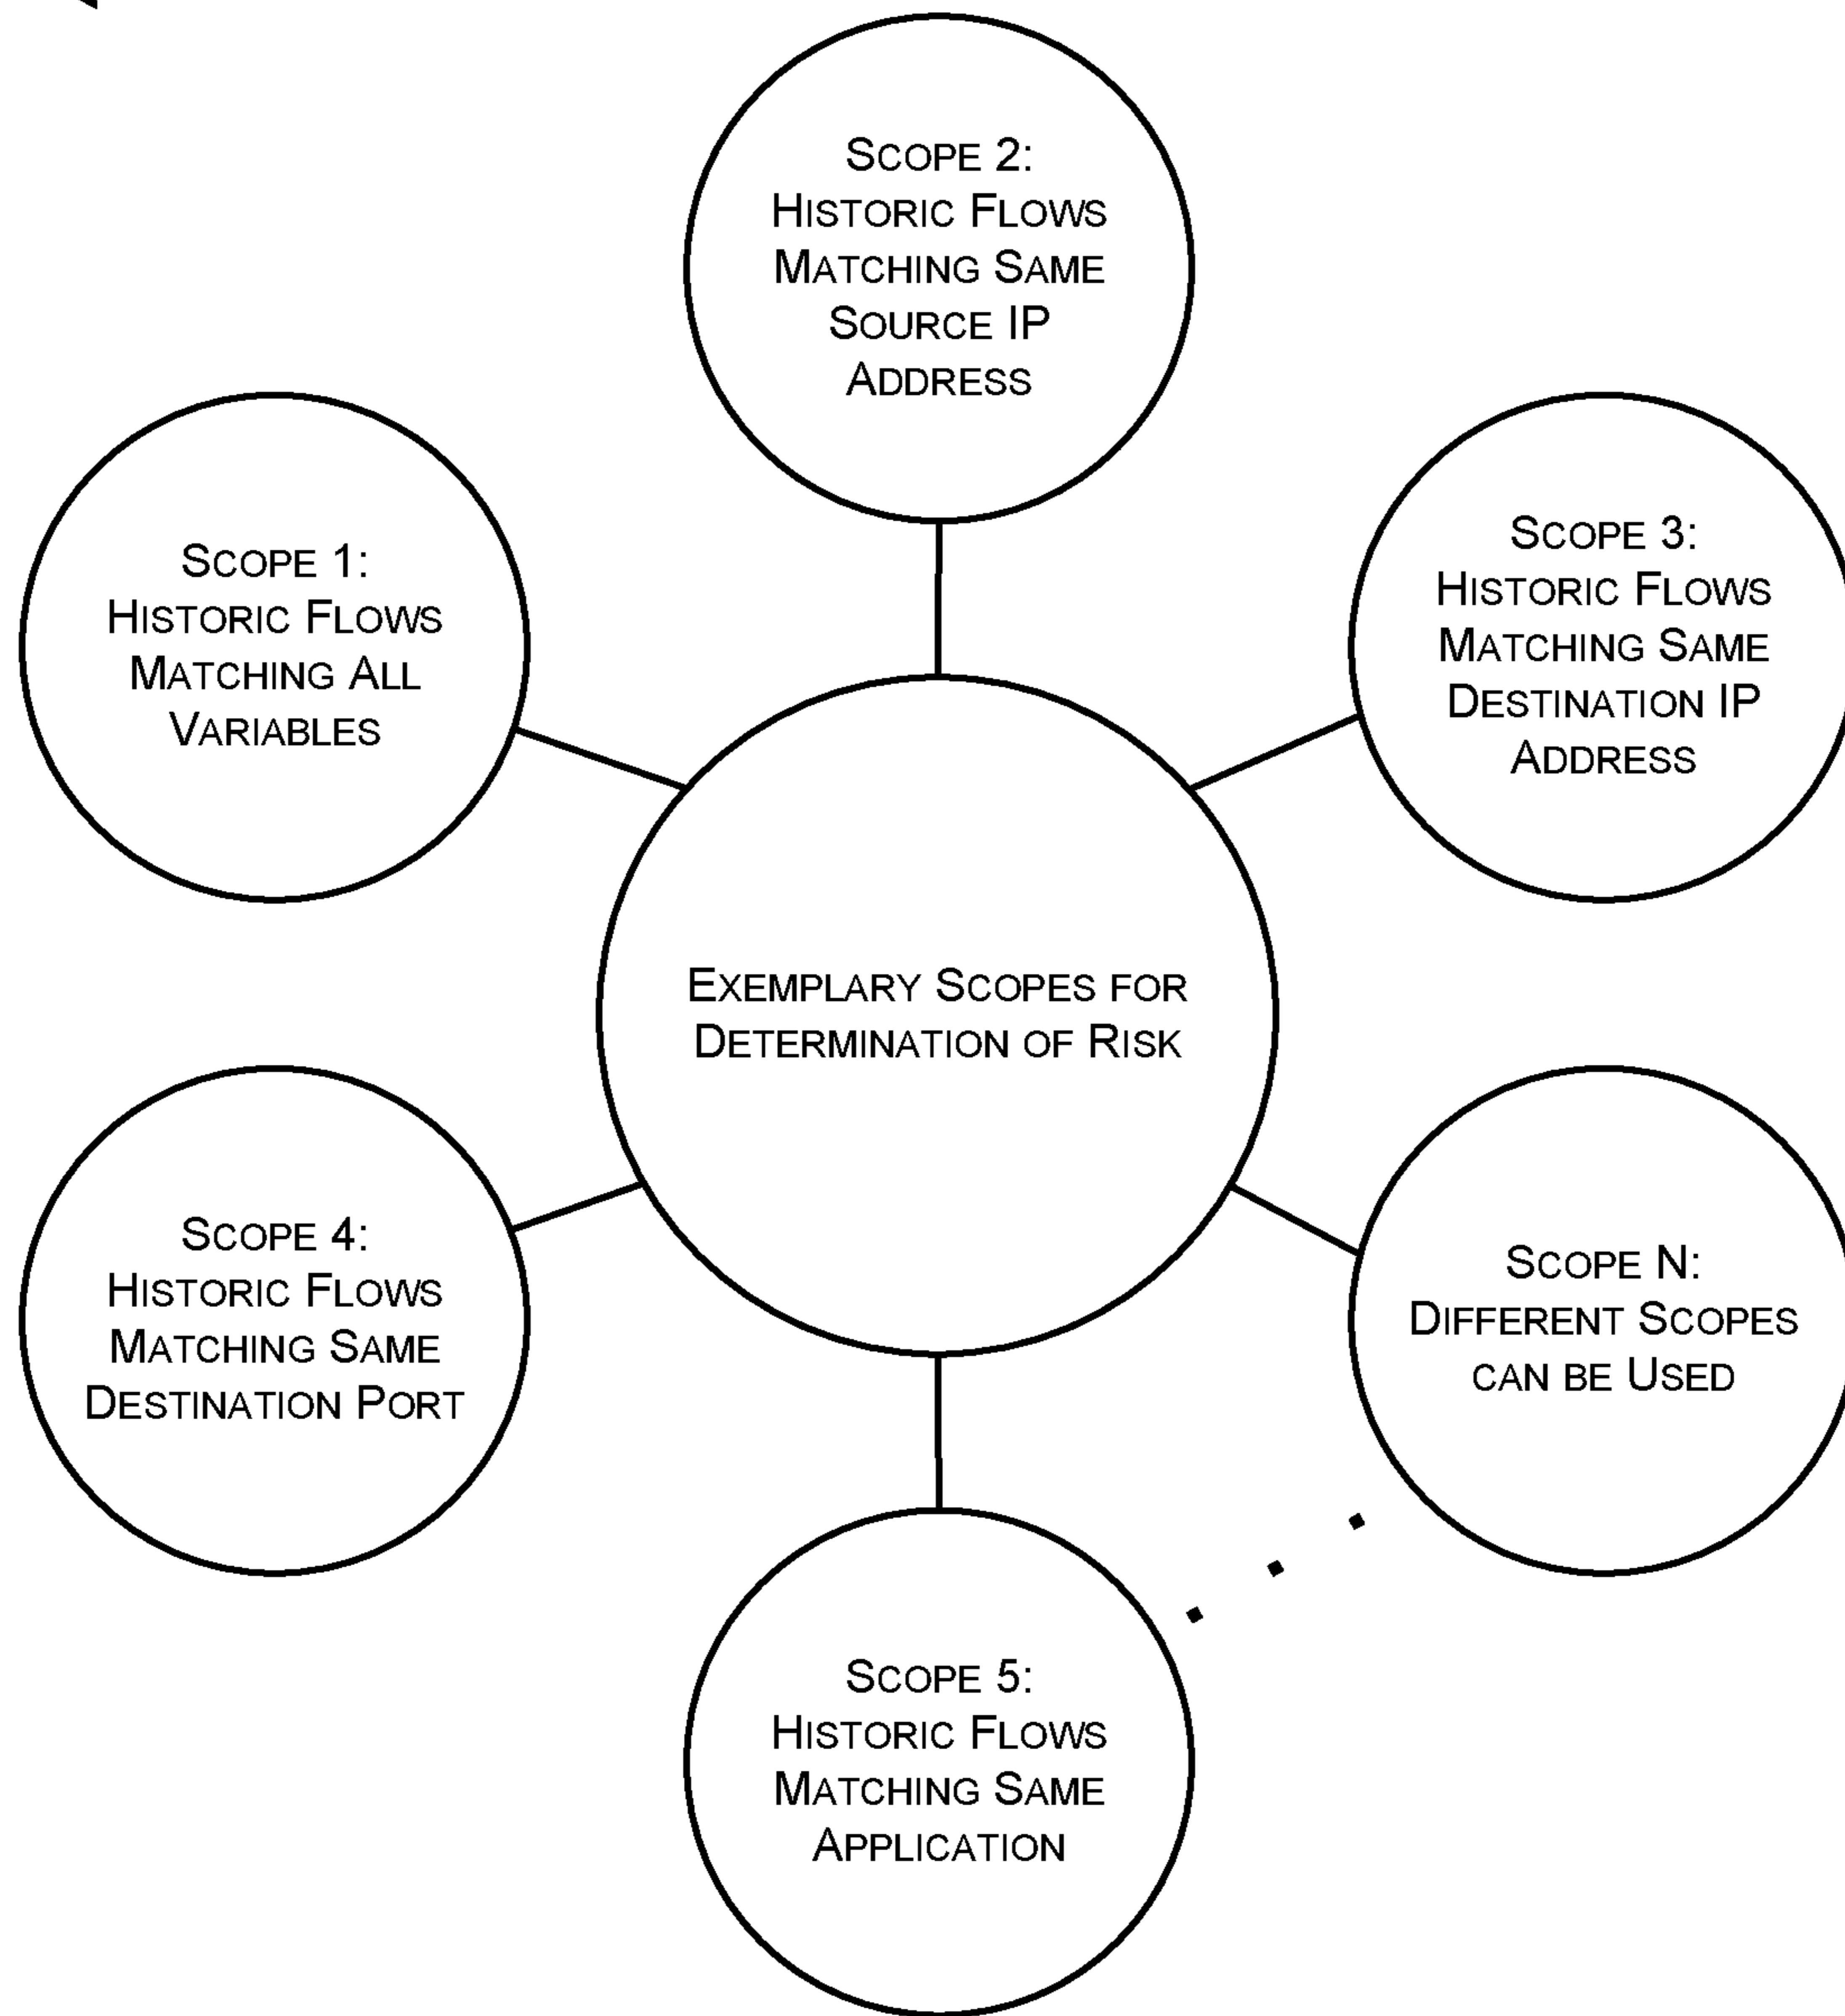 SCOPE 2:
HISTORIC FLOWS
MATCHING SAME
SOURCE IP
ADDRESS
SCOPE 1:
HISTORIC FLOWS
MATCHING ALL
VARIABLES
SCOPE 3:
HISTORIC FLOWS
MATCHING SAME
DESTINATION IP
ADDRESS
EXEMPLARY SCOPES FOR
DETERMINATION OF RISK
SCOPE 4:
HISTORIC FLOWS
MATCHING SAME
DESTINATION PORT
SCOPE N:
DIFFERENT SCOPES
CAN BE USED
SCOPE 5:
HISTORIC FLOWS
MATCHING SAME
APPLICATION